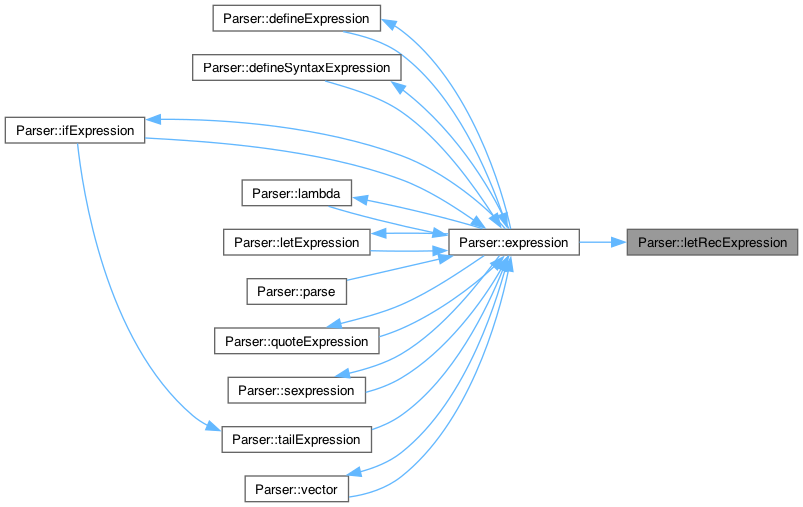 Parser::defineExpression
Parser::defineSyntaxExpression
Parser::ifExpression
Parser::lambda
Parser::letExpression
Parser::expression
Parser::letRecExpression
Parser::parse
Parser::quoteExpression
Parser::sexpression
Parser::tailExpression
Parser::vector